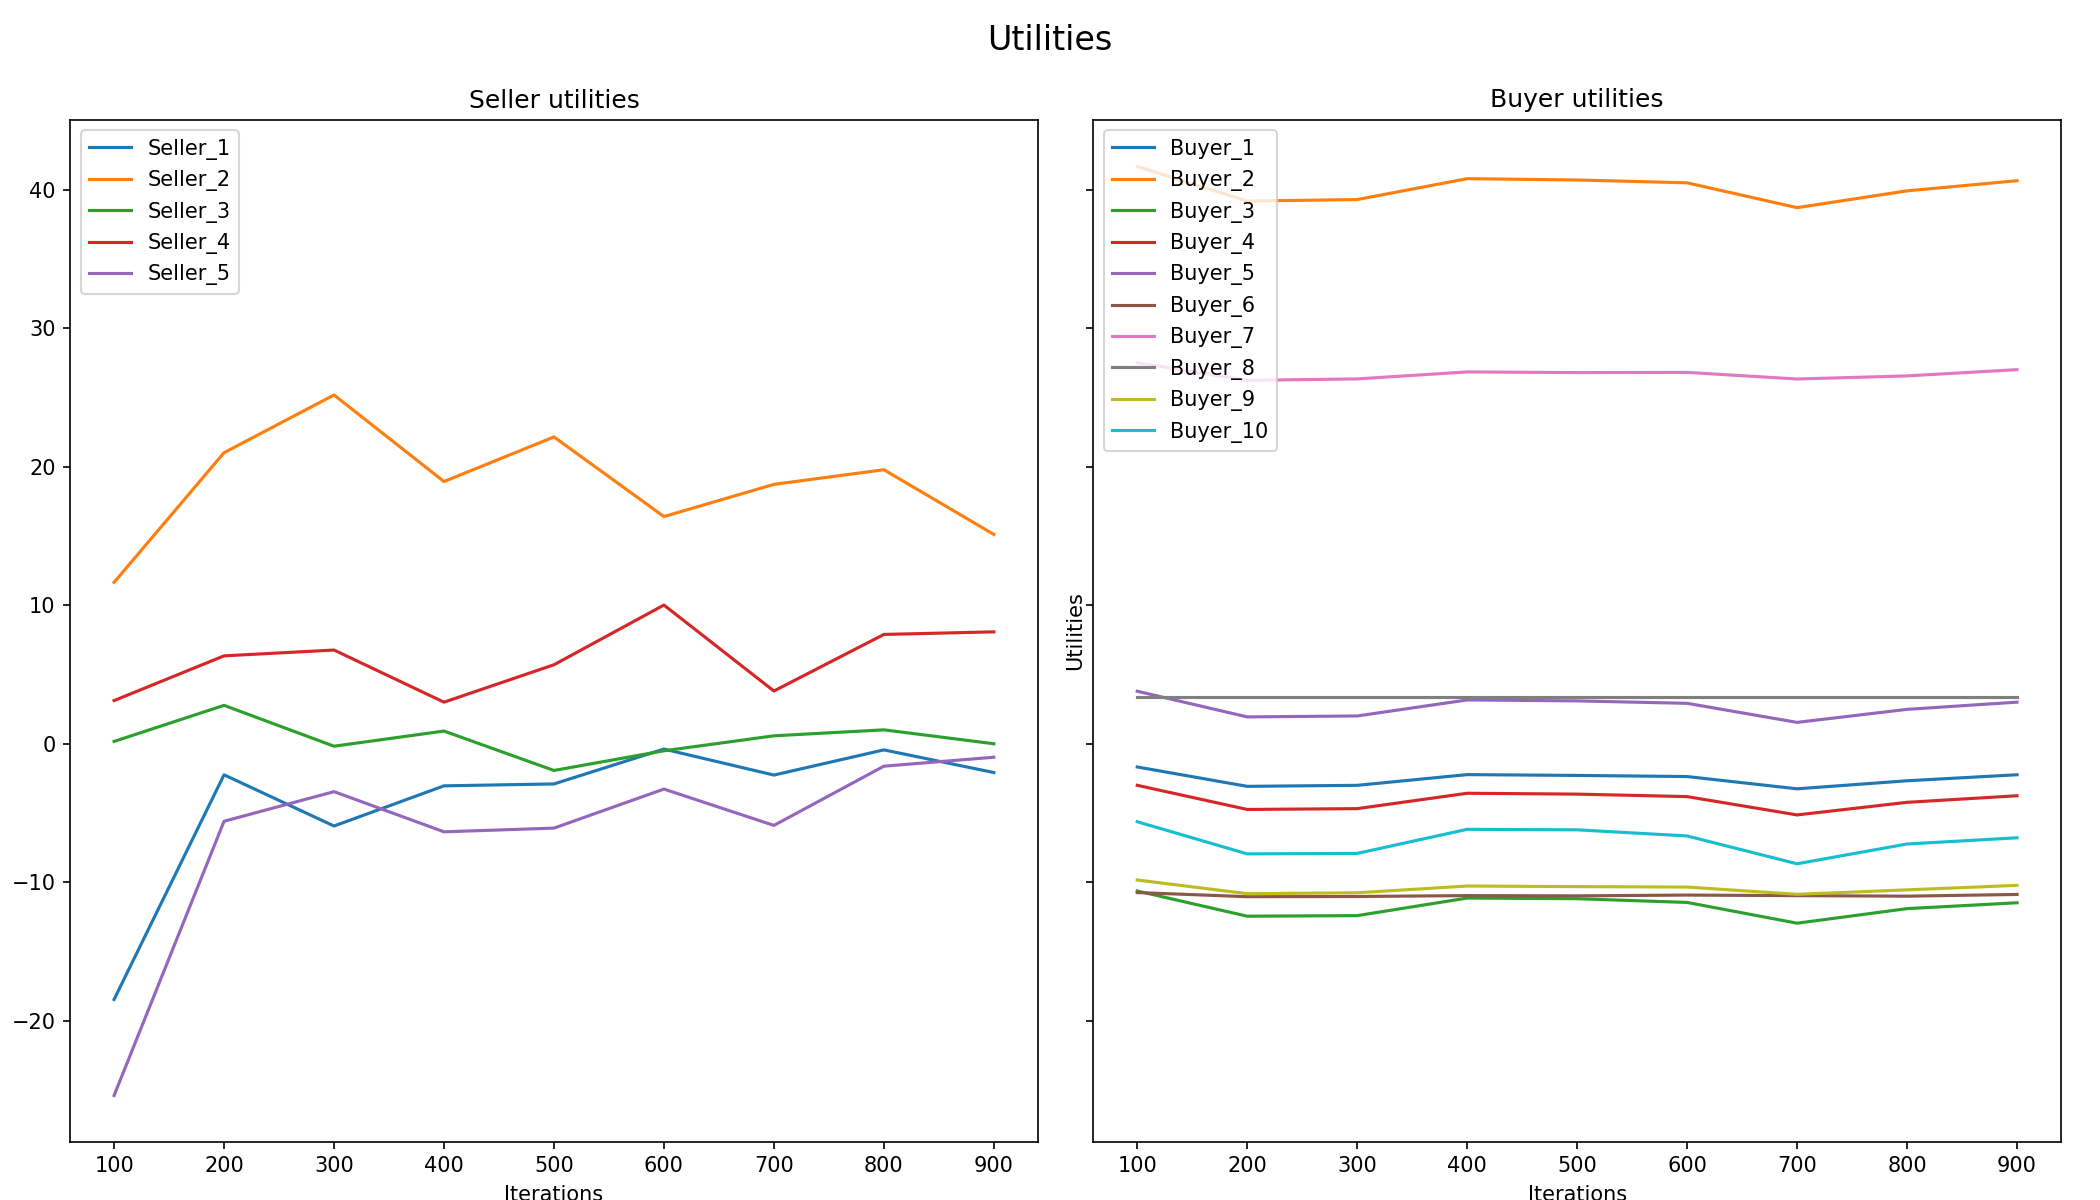 Utilities
Seller utilities
Seller_1
Seller_2
Seller_3
Seller_4
Seller_5
40
30
20
10
0
−10
−20
100 200 300 400 500 600 700 800 900
Iterations
Buyer utilities
Buyer_1
Buyer_2
Buyer_3
Buyer_4
Buyer_5
Buyer_6
Buyer_7
Buyer_8
Buyer_9
Buyer_10
Utilities
100 200 300 400 500 600 700 800 900
Iterations